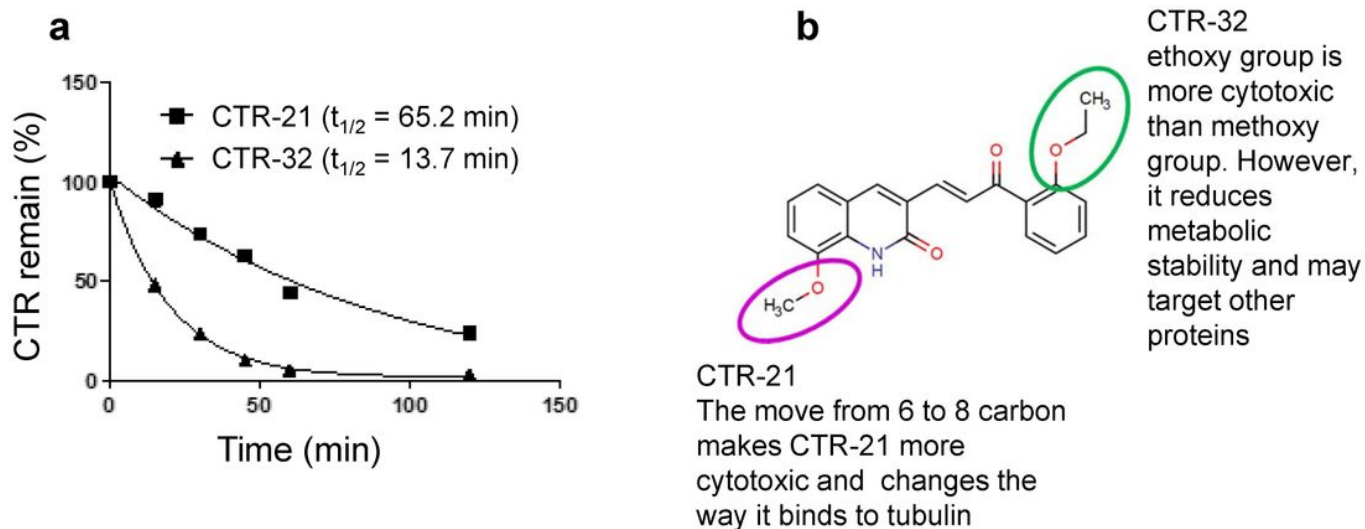 a
150
100
50
0
CTR remain (%)
CTR-21 (t1/2 = 65.2 min)
CTR-32 (t1/2 = 13.7 min)
0
50
100
150
Time (min)
b
CH3
O
O
N
H
O
O
H3C
CTR-32
ethoxy group is
more cytotoxic
than methoxy
group. However,
it reduces
metabolic
stability and may
target other
proteins
CTR-21
The move from 6 to 8 carbon
makes CTR-21 more
cytotoxic and changes the
way it binds to tubulin